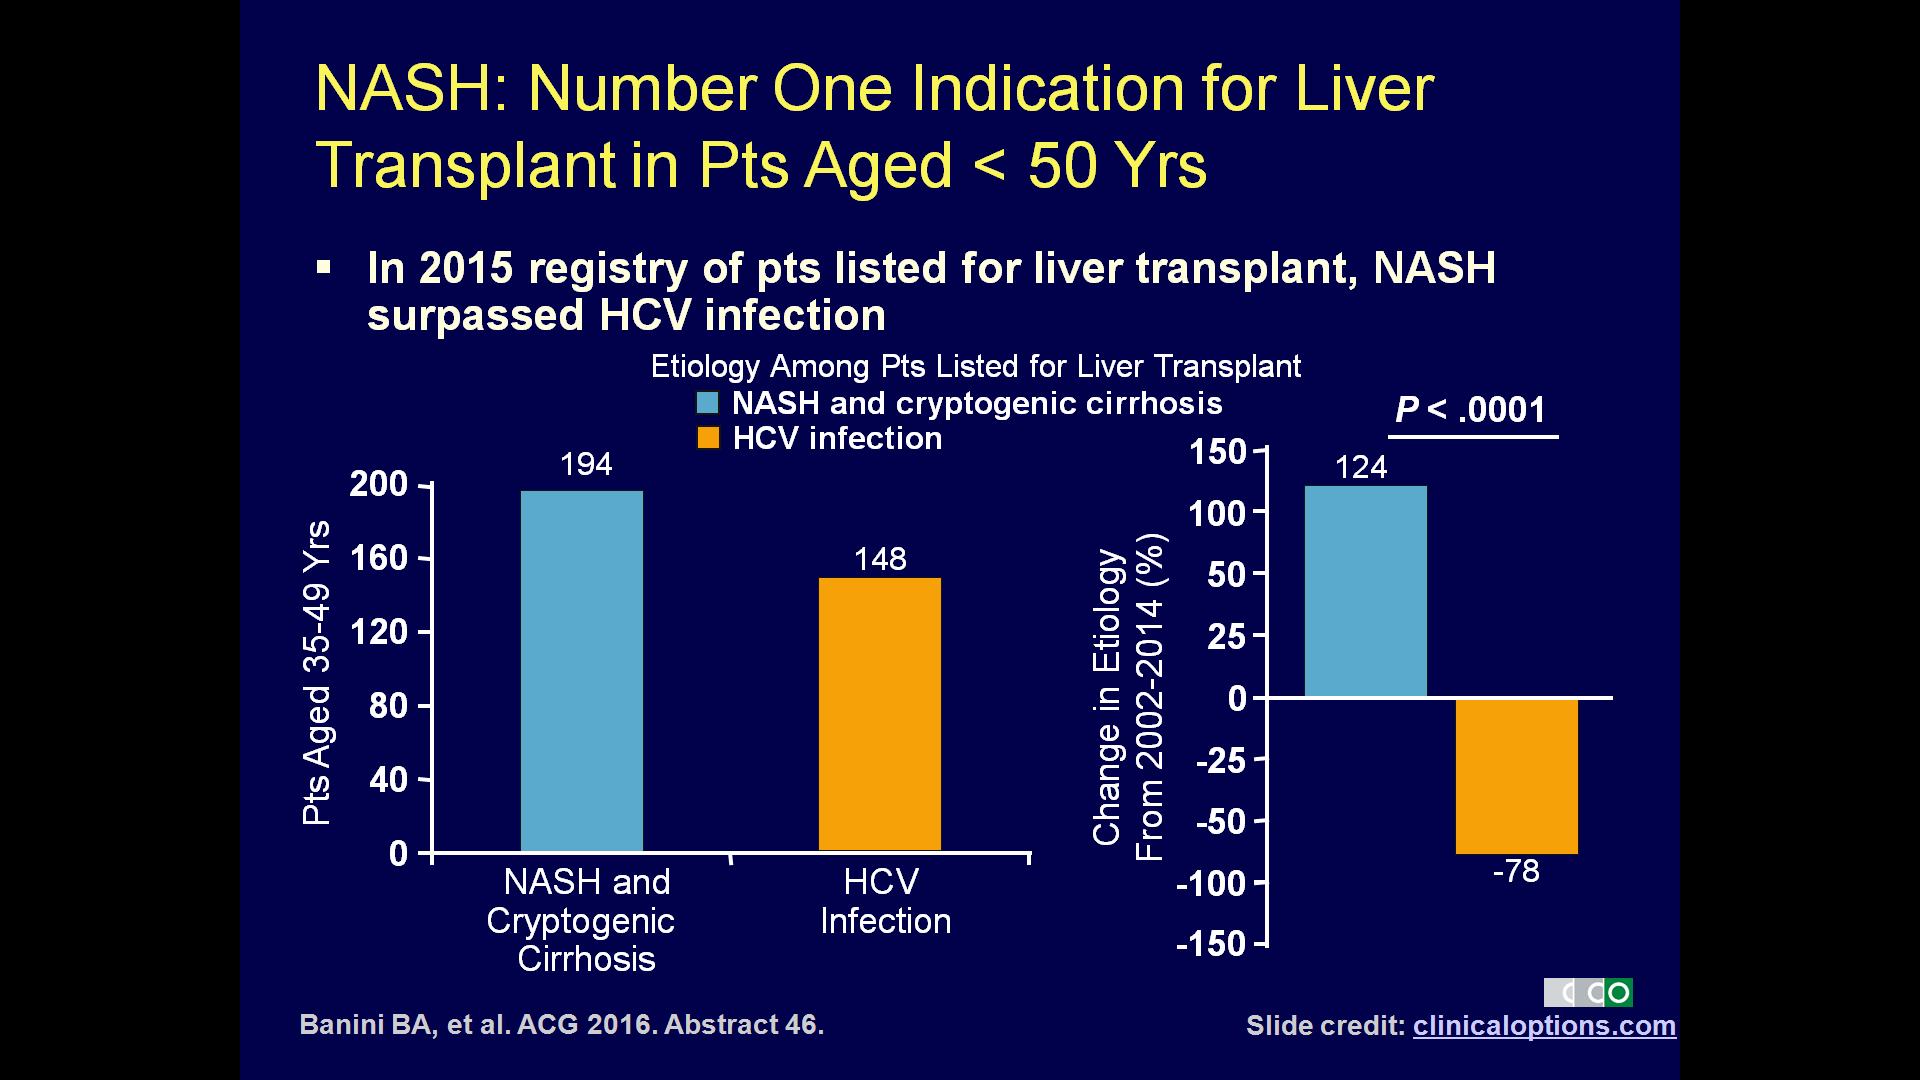 NASH: Number One Indication for Liver
Transplant in Pts Aged < 50 Yrs
▪ In 2015 registry of pts listed for liver transplant, NASH
surpassed HCV infection
Etiology Among Pts Listed for Liver Transplant
NASH and cryptogenic cirrhosis
HCV infection
Pts Aged 35-49 Yrs
200
160
120
80
40
0
194
148
NASH and
Cryptogenic
Cirrhosis
HCV
Infection
P < .0001
Change in Etiology
From 2002-2014 (%)
150
100
50
25
0
-25
-50
-100
-150
124
-78
Banini BA, et al. ACG 2016. Abstract 46.
CCO
Slide credit: clinicaloptions.com